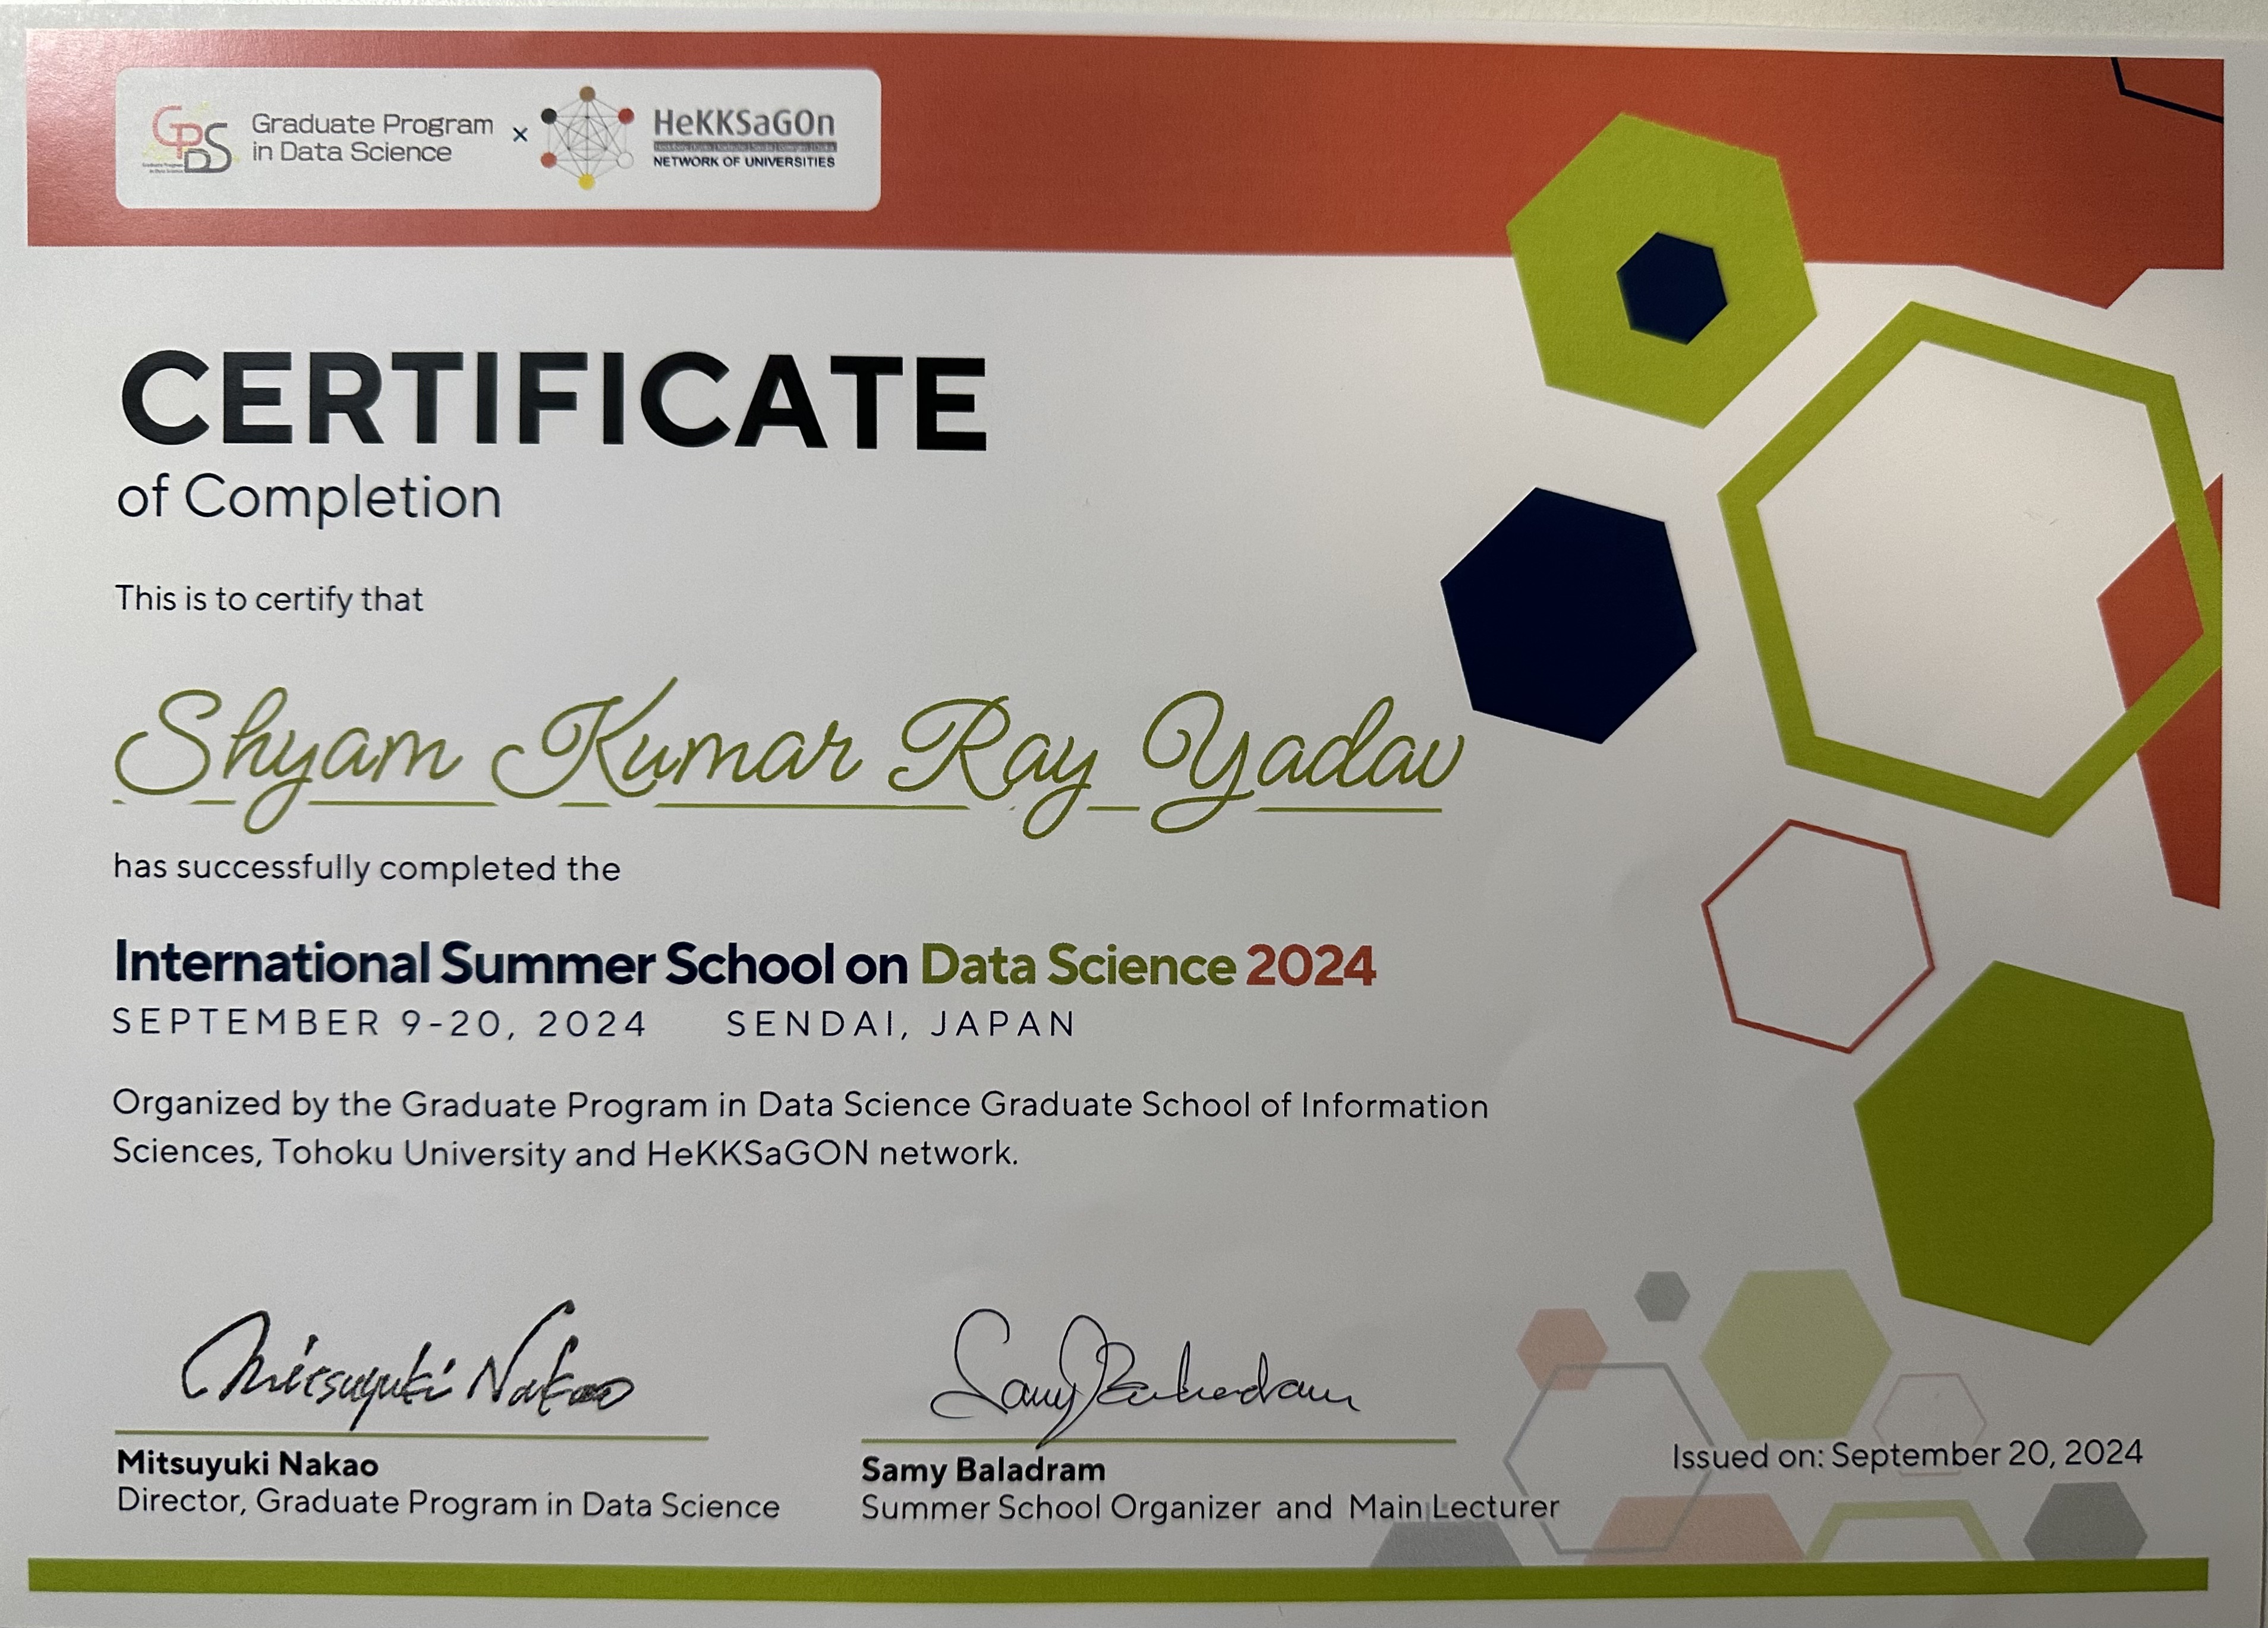 GPDS
Graduate Program
in Data Science
×
HeKKSaGOn
NETWORK OF UNIVERSITIES
CERTIFICATE
of Completion
This is to certify that
Shyam Kumar Ray Yadav
has successfully completed the
International Summer School on Data Science 2024
SEPTEMBER 9-20, 2024 SENDAI, JAPAN
Organized by the Graduate Program in Data Science Graduate School of Information
Sciences, Tohoku University and HeKKSaGON network.
Mitsuyuki Nakao
Samy Baladram
Mitsuyuki Nakao
Director, Graduate Program in Data Science
Samy Baladram
Summer School Organizer and Main Lecturer
Issued on: September 20, 2024